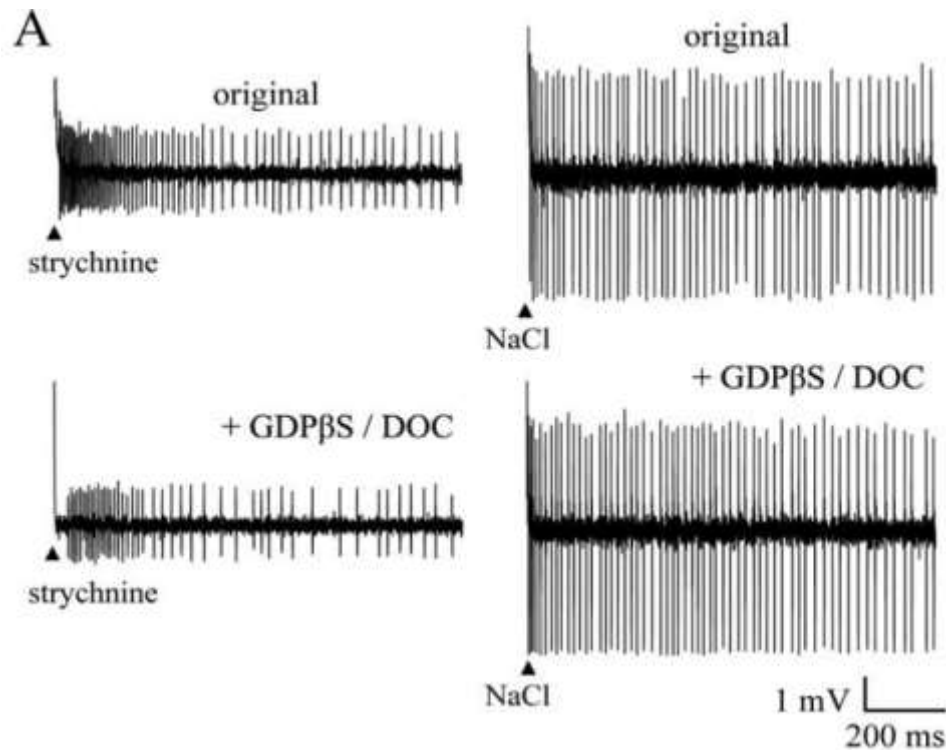 A
original
original
strychnine
NaCl
+ GDPβS / DOC
+ GDPβS / DOC
strychnine
NaCl
1 mV
200 ms